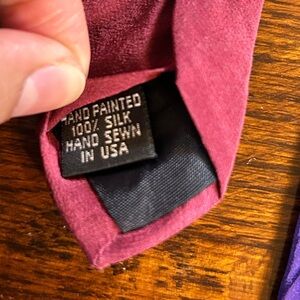 HAND PAINTED
100% SILK
HAND SEWN
IN USA